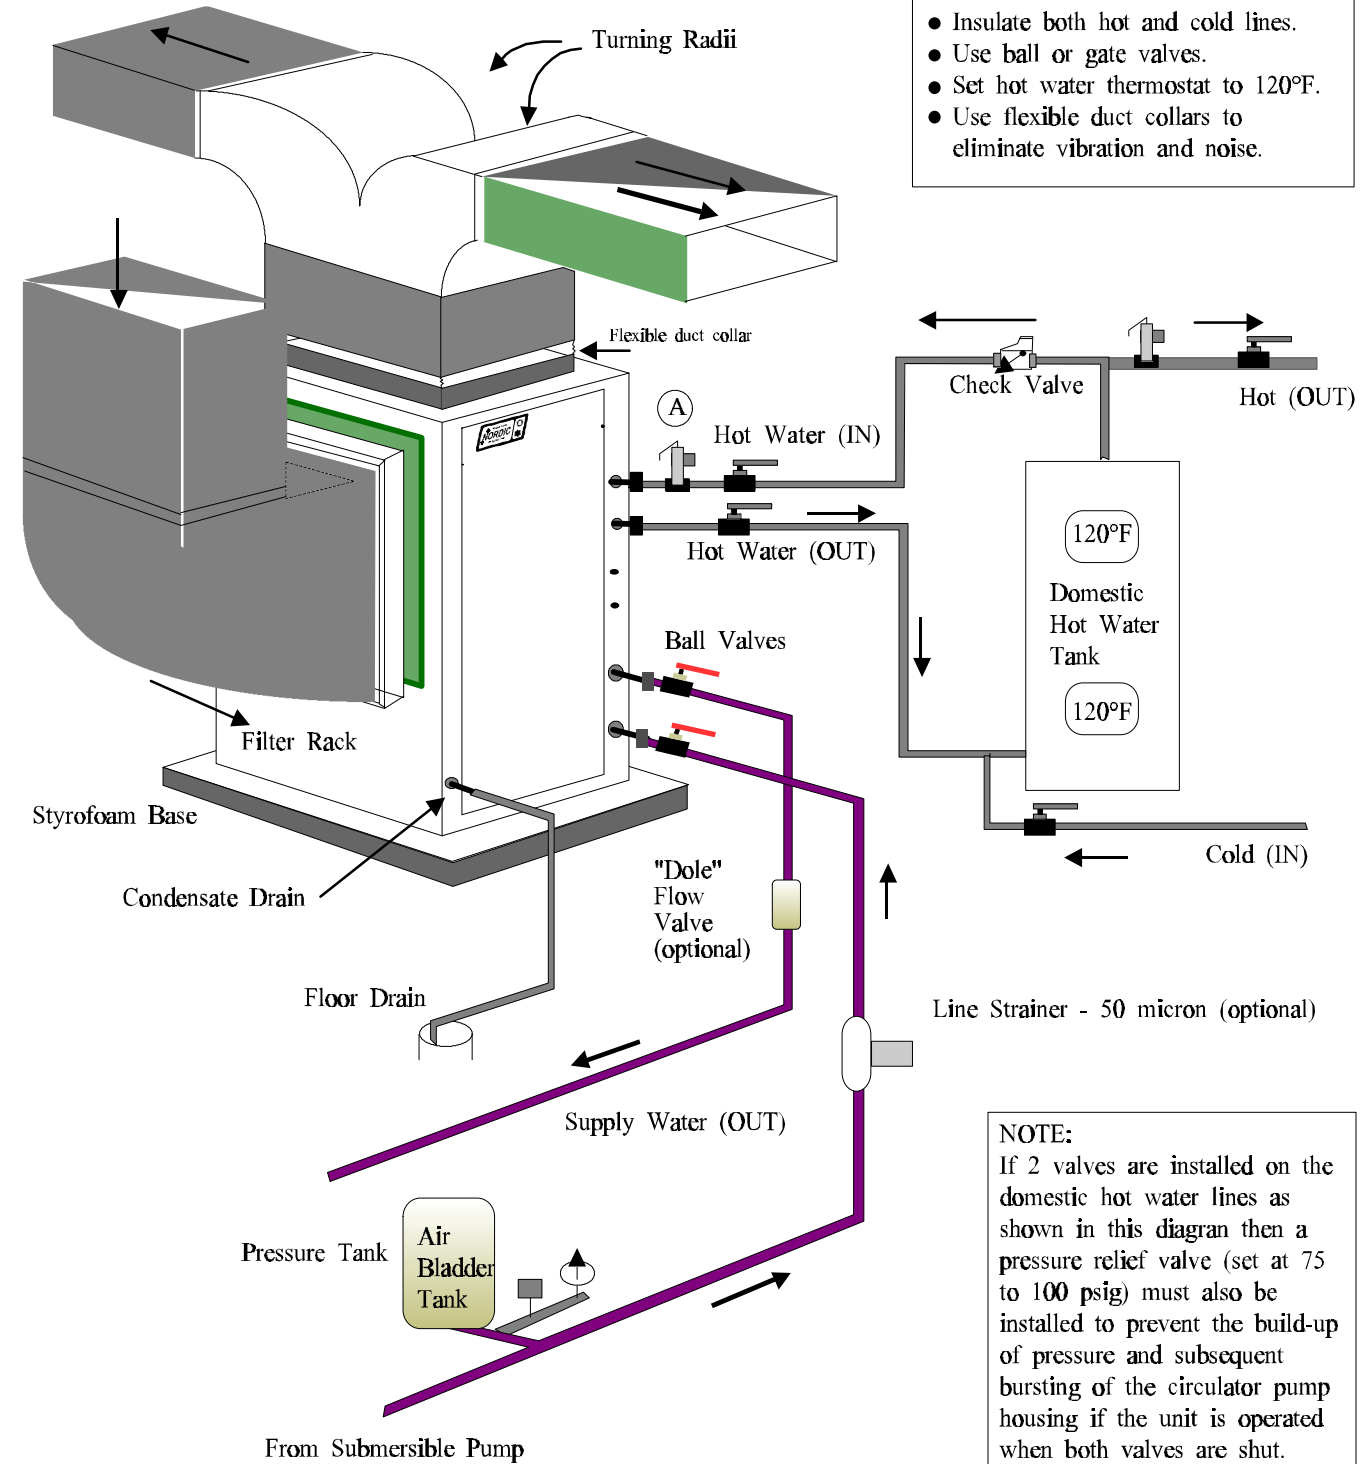 Turning Radii
● Insulate both hot and cold lines.
● Use ball or gate valves.
● Set hot water thermostat to 120°F.
● Use flexible duct collars to
eliminate vibration and noise.
Flexible duct collar
Check Valve
Hot (OUT)
A
NORDIC
Hot Water (IN)
Hot Water (OUT)
120°F
Domestic
Hot Water
Tank
120°F
Ball Valves
Filter Rack
Styrofoam Base
Cold (IN)
Condensate Drain
"Dole"
Flow
Valve
(optional)
Floor Drain
Line Strainer - 50 micron (optional)
Supply Water (OUT)
Pressure Tank
Air
Bladder
Tank
From Submersible Pump
NOTE:
If 2 valves are installed on the
domestic hot water lines as
shown in this diagran then a
pressure relief valve (set at 75
to 100 psig) must also be
installed to prevent the build-up
of pressure and subsequent
bursting of the circulator pump
housing if the unit is operated
when both valves are shut.